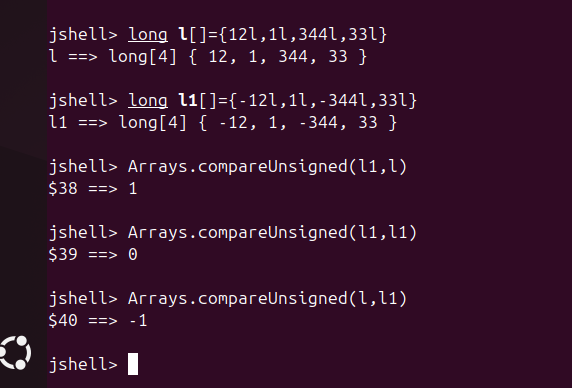 jshell> long l[]={12l,1l,344l,33l}
l ==> long[4] { 12, 1, 344, 33 }
jshell> long l1[]={-12l,1l,-344l,33l}
l1 ==> long[4] { -12, 1, -344, 33 }
jshell> Arrays.compareUnsigned(l1,l)
$38 ==> 1
jshell> Arrays.compareUnsigned(l1,l1)
$39 ==> 0
jshell> Arrays.compareUnsigned(l,l1)
$40 ==> -1
jshell>